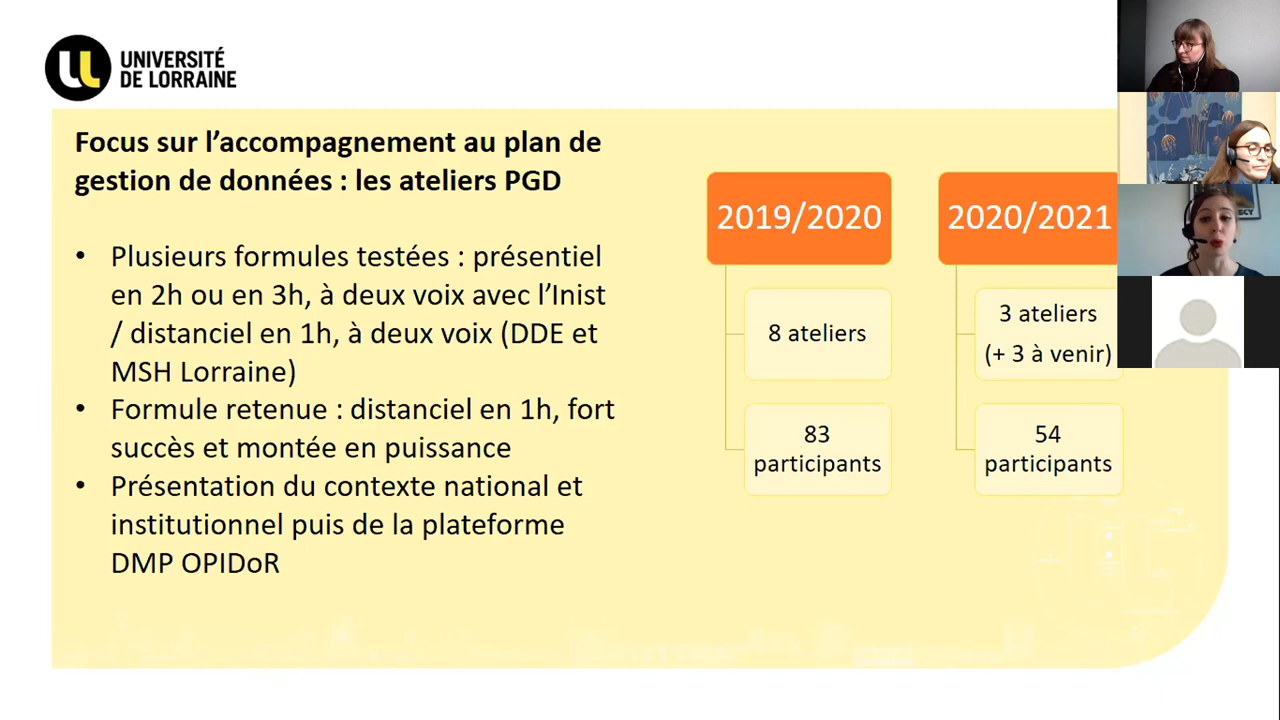 UNIVERSITÉ
DE LORRAINE
Focus sur l’accompagnement au plan de
gestion de données : les ateliers PGD
• Plusieurs formules testées : présentiel
en 2h ou en 3h, à deux voix avec l’Inist
/ distanciel en 1h, à deux voix (DDE et
MSH Lorraine)
• Formule retenue : distanciel en 1h, fort
succès et montée en puissance
• Présentation du contexte national et
institutionnel puis de la plateforme
DMP OPIDoR
2019/2020
8 ateliers
83
participants
2020/2021
3 ateliers
(+ 3 à venir)
54
participants